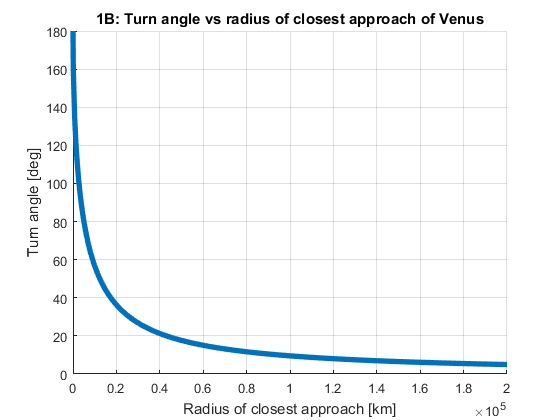 1B: Turn angle vs radius of closest approach of Venus
180
160
140
120
100
80
60
40
20
0
Turn angle [deg]
0 0.2 0.4 0.6 0.8 1 1.2 1.4 1.6 1.8 2
Radius of closest approach [km]
×10⁵